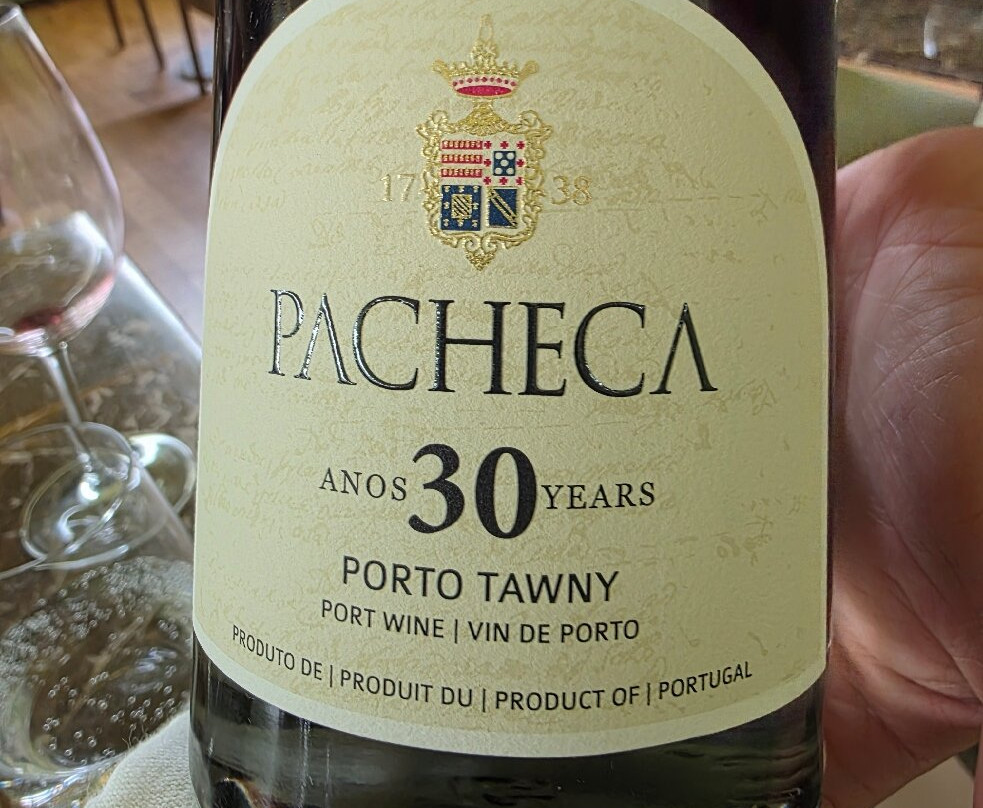 17 38
PACHECA
ANOS 30 YEARS
PORTO TAWNY
PORT WINE | VIN DE PORTO
PRODUTO DE | PRODUIT DU | PRODUCT OF | PORTUGAL